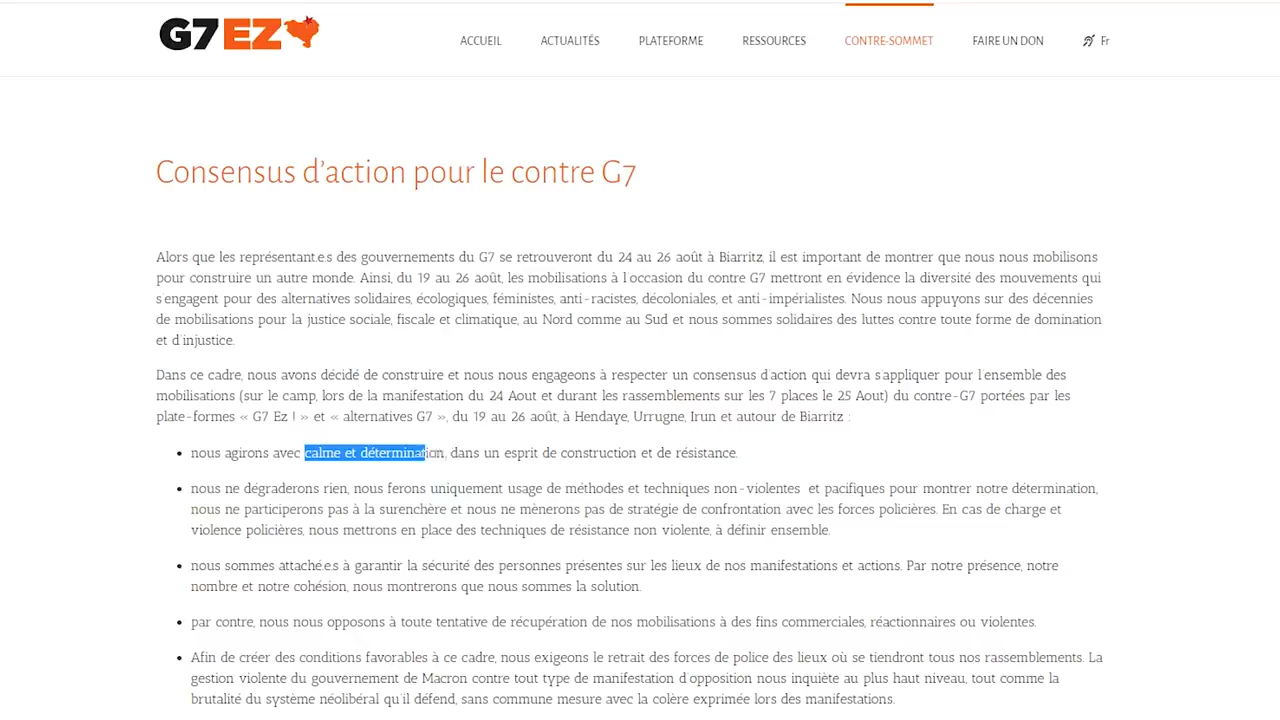 G7EZ
ACCUEIL
ACTUALITÉS
PLATEFORME
RESSOURCES
CONTRE-SOMMET
FAIRE UN DON
Fr
Consensus d'action pour le contre G7
Alors que les représentant.e.s des gouvernements du G7 se retrouveront du 24 au 26 août à Biarritz, il est important de montrer que nous nous mobilisons
pour construire un autre monde. Ainsi, du 19 au 26 août, les mobilisations à l'occasion du contre G7 mettront en évidence la diversité des mouvements qui
s'engagent pour des alternatives solidaires, écologiques, féministes, anti-racistes, décoloniales, et anti-impérialistes. Nous nous appuyons sur des décennies
de mobilisations pour la justice sociale, fiscale et climatique, au Nord comme au Sud et nous sommes solidaires des luttes contre toute forme de domination
et d'injustice.
Dans ce cadre, nous avons décidé de construire et nous nous engageons à respecter un consensus d'action qui devra s'appliquer pour l'ensemble des
mobilisations (sur le camp, lors de la manifestation du 24 Aout et durant les rassemblements sur les 7 places le 25 Aout) du contre-G7 portées par les
plate-formes « G7 Ez ! » et « alternatives G7 », du 19 au 26 août, à Hendaye, Urrugne, Irun et autour de Biarritz :
• nous agirons avec calme et détermination, dans un esprit de construction et de résistance.
• nous ne dégraderons rien, nous ferons uniquement usage de méthodes et techniques non-violentes et pacifiques pour montrer notre détermination,
nous ne participerons pas à la surenchère et nous ne mènerons pas de stratégie de confrontation avec les forces policières. En cas de charge et
violence policières, nous mettrons en place des techniques de résistance non violente, à définir ensemble.
• nous sommes attaché.e.s à garantir la sécurité des personnes présentes sur les lieux de nos manifestations et actions. Par notre présence, notre
nombre et notre cohésion, nous montrerons que nous sommes la solution.
• par contre, nous nous opposons à toute tentative de récupération de nos mobilisations à des fins commerciales, réactionnaires ou violentes.
• Afin de créer des conditions favorables à ce cadre, nous exigeons le retrait des forces de police des lieux où se tiendront tous nos rassemblements. La
gestion violente du gouvernement de Macron contre tout type de manifestation d'opposition nous inquiète au plus haut niveau, tout comme la
brutalité du système néolibéral qu'il défend, sans commune mesure avec la colère exprimée lors des manifestations.